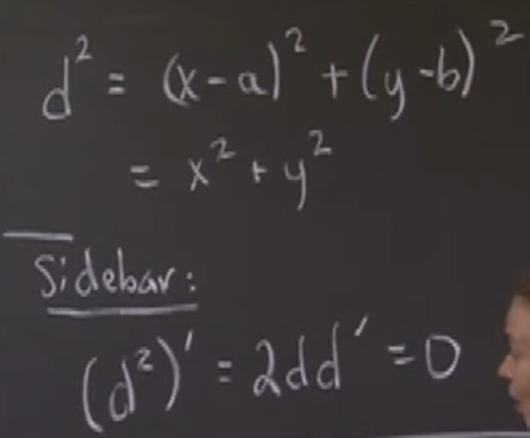 d² = (x-a)² + (y-b)²
= x² + y²
Sidebar:
(d²)' = 2dd' = 0